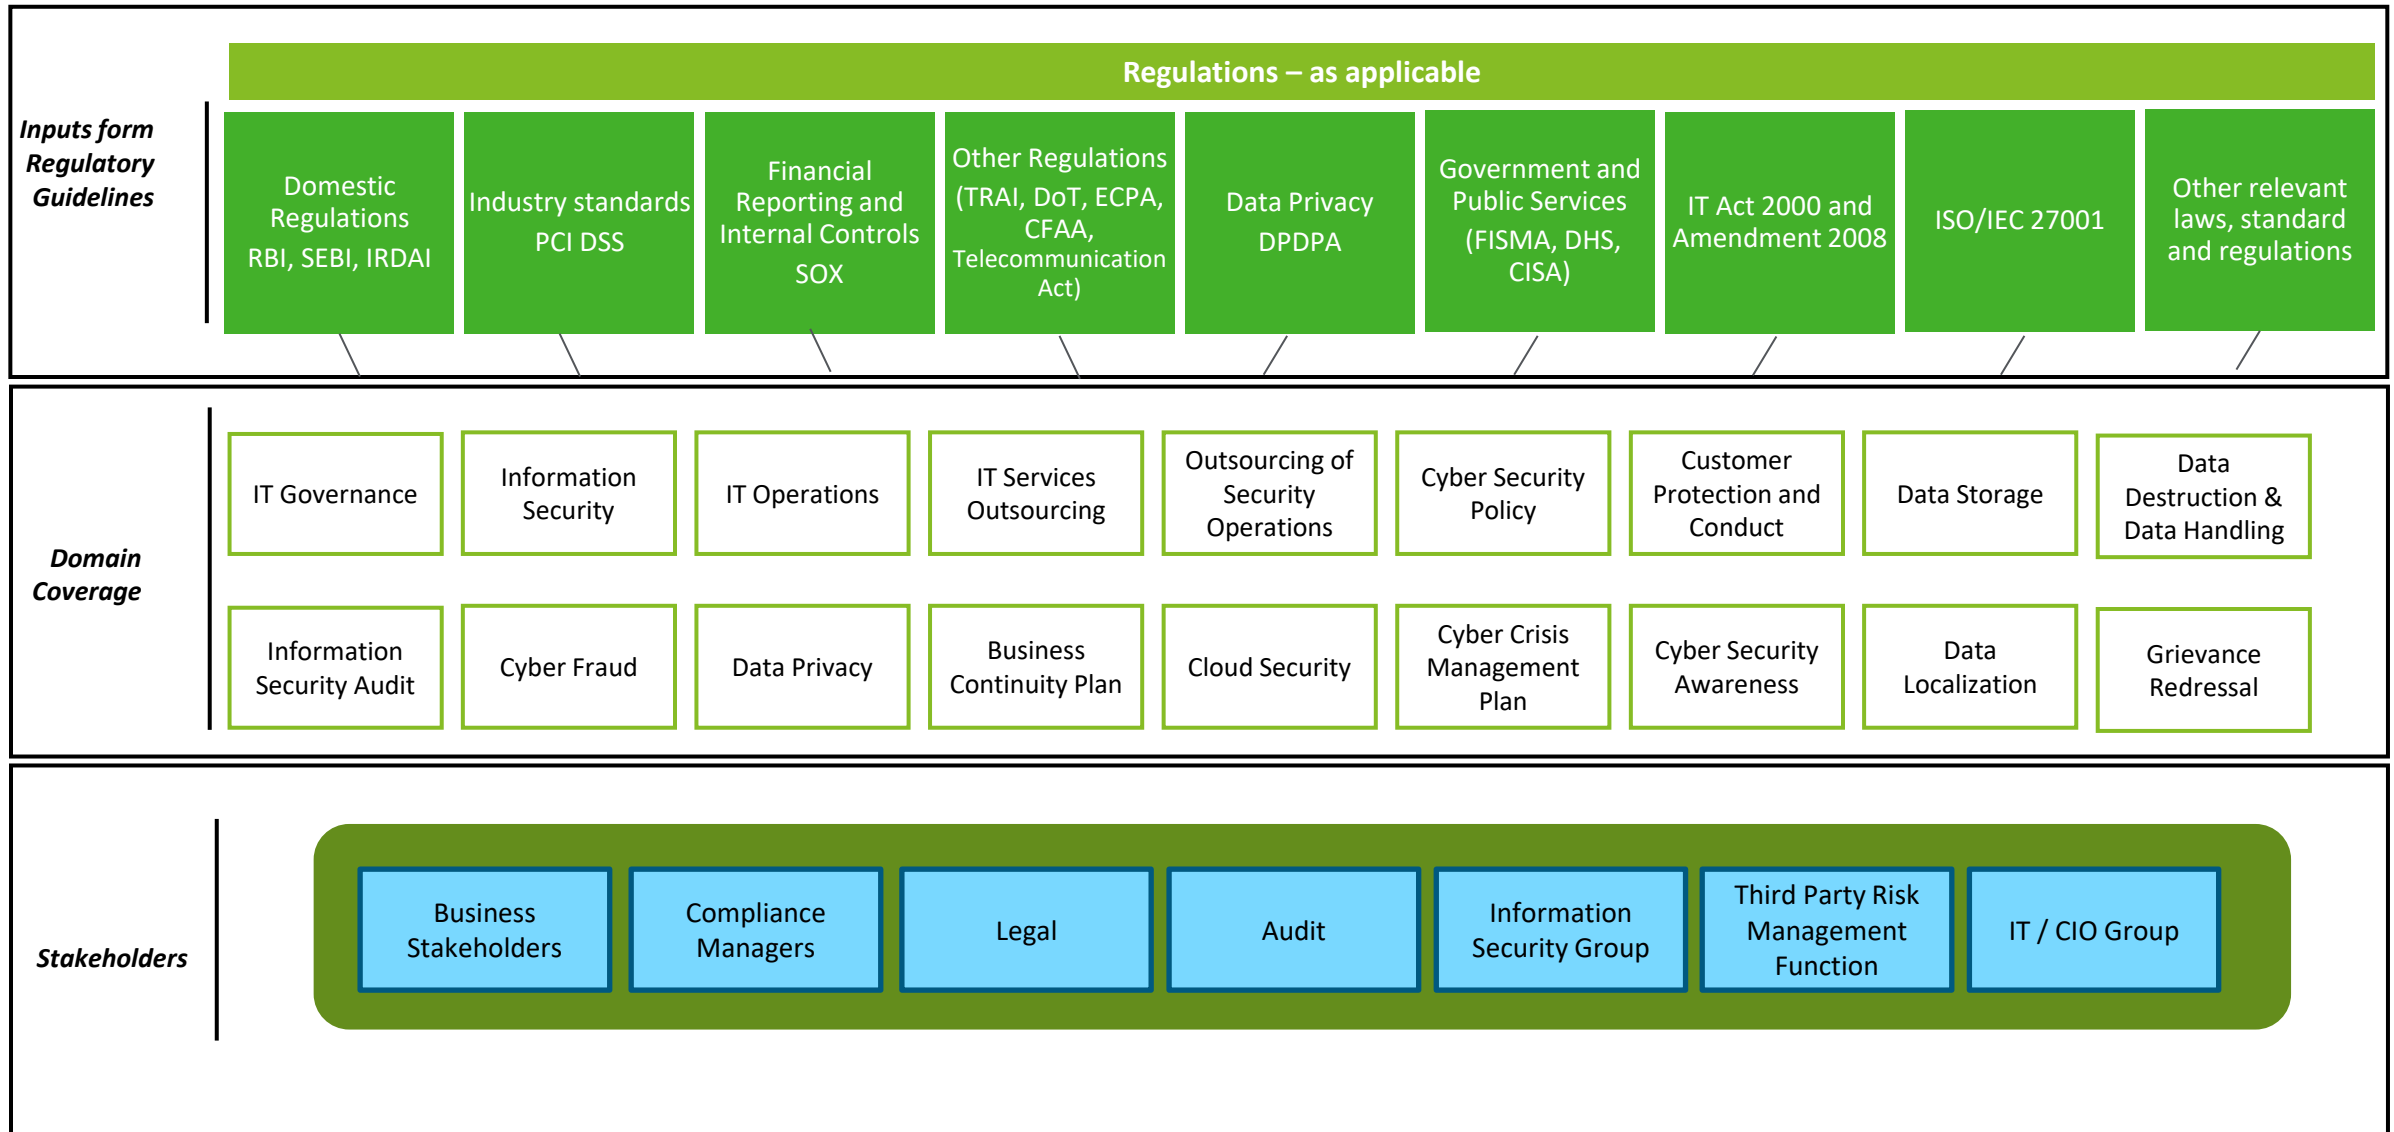 Regulations – as applicable
Inputs form
Regulatory
Guidelines
Domestic
Regulations
RBI, SEBI, IRDAI
Industry standards
PCI DSS
Financial
Reporting and
Internal Controls
SOX
Other Regulations
(TRAI, DoT, ECPA,
CFAA,
Telecommunication
Act)
Data Privacy
DPDPA
Government and
Public Services
(FISMA, DHS,
CISA)
IT Act 2000 and
Amendment 2008
ISO/IEC 27001
Other relevant
laws, standard
and regulations
Domain
Coverage
IT Governance
Information
Security
IT Operations
IT Services
Outsourcing
Outsourcing of
Security
Operations
Cyber Security
Policy
Customer
Protection and
Conduct
Data Storage
Data
Destruction &
Data Handling
Information
Security Audit
Cyber Fraud
Data Privacy
Business
Continuity Plan
Cloud Security
Cyber Crisis
Management
Plan
Cyber Security
Awareness
Data
Localization
Grievance
Redressal
Stakeholders
Business
Stakeholders
Compliance
Managers
Legal
Audit
Information
Security Group
Third Party Risk
Management
Function
IT / CIO Group